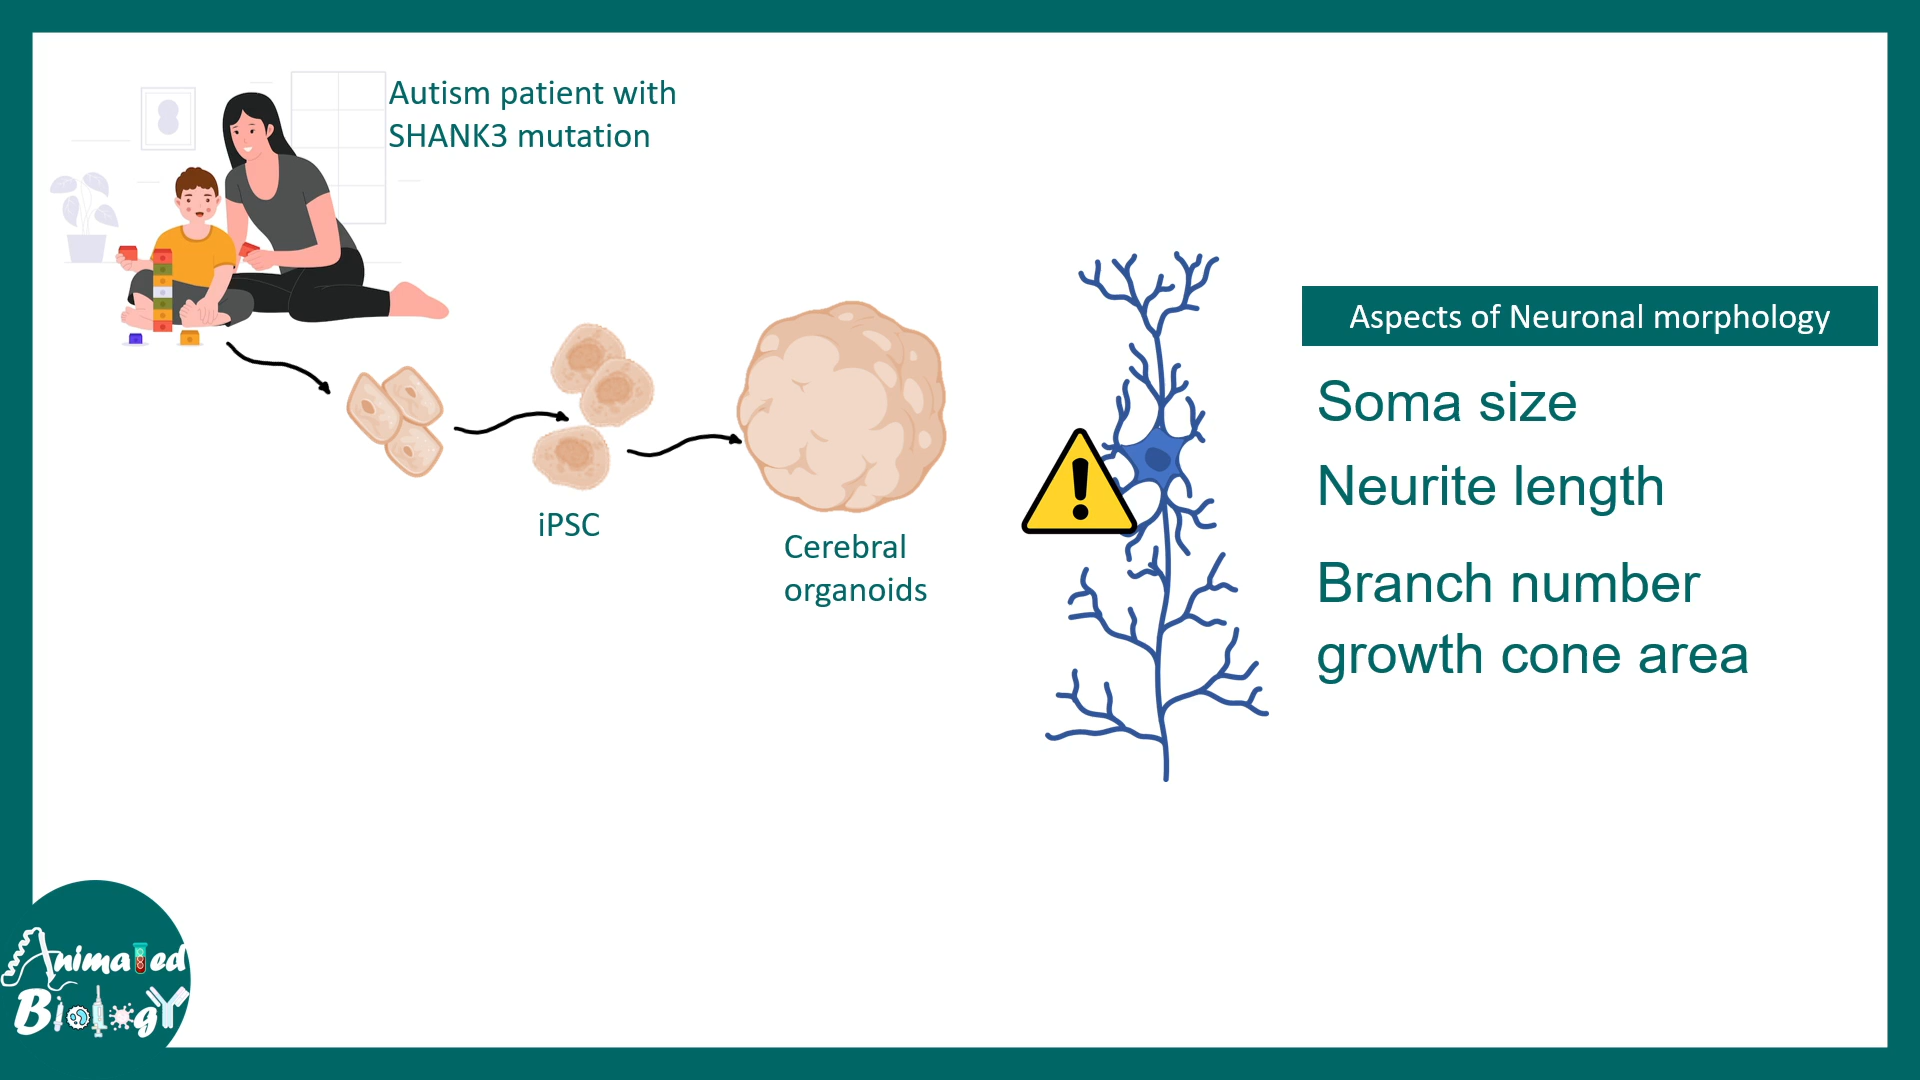 Autism patient with
SHANK3 mutation
iPSC
Cerebral
organoids
Aspects of Neuronal morphology
Soma size
Neurite length
Branch number
growth cone area
Animated
Biology